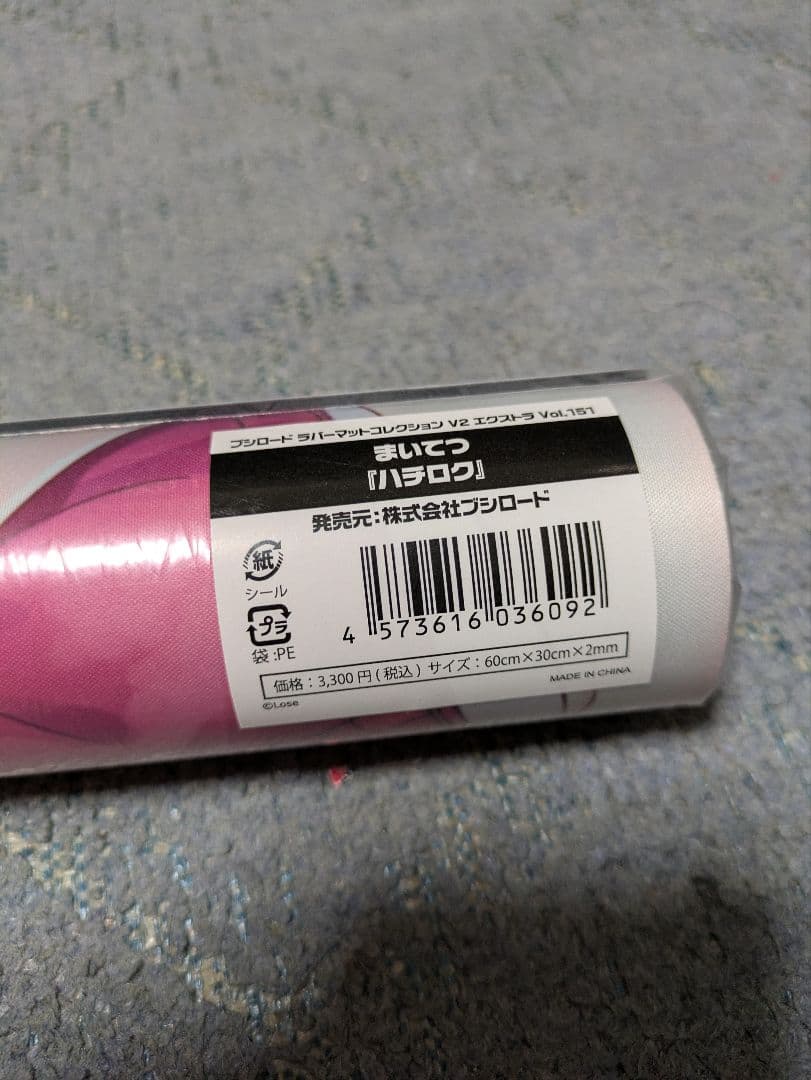 ブシロード ラバーマットコレクション V2 エクストラ Vol.151
まいてつ
『ハチロク』
発売元:株式会社ブシロード
紙
シール
プラ
袋:PE
4 573616 036092
価格:3,300円(税込) サイズ:60cm×30cm×2mm
©Lose
MADE IN CHINA